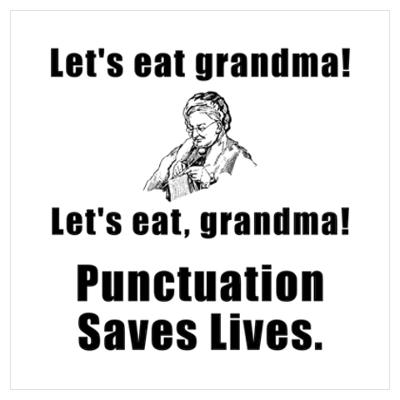 Let's eat grandma!
Let's eat, grandma!
Punctuation
Saves Lives.